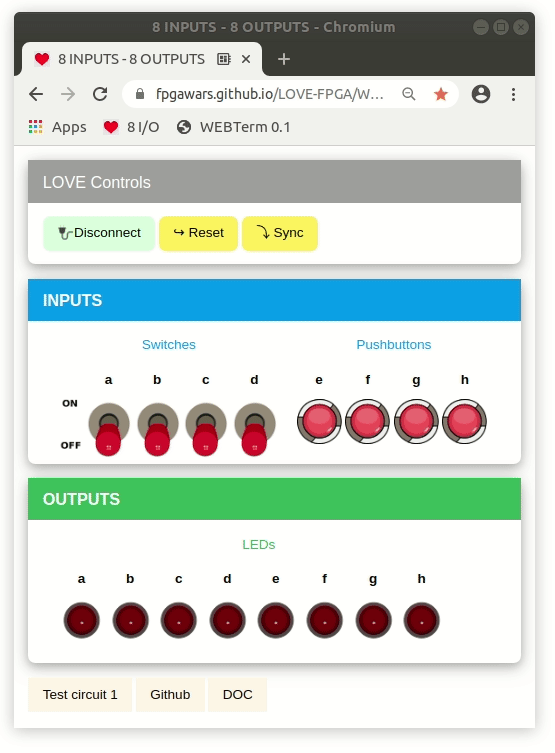 8 INPUTS - 8 OUTPUTS - Chromium
8 INPUTS - 8 OUTPUTS
fpgawars.github.io/LOVE-FPGA/W…
Apps 8 I/O WEBTerm 0.1
LOVE Controls
Disconnect Reset Sync
INPUTS
Switches Pushbuttons
a b c d e f g h
ON
OFF
OUTPUTS
LEDs
a b c d e f g h
Test circuit 1 Github DOC